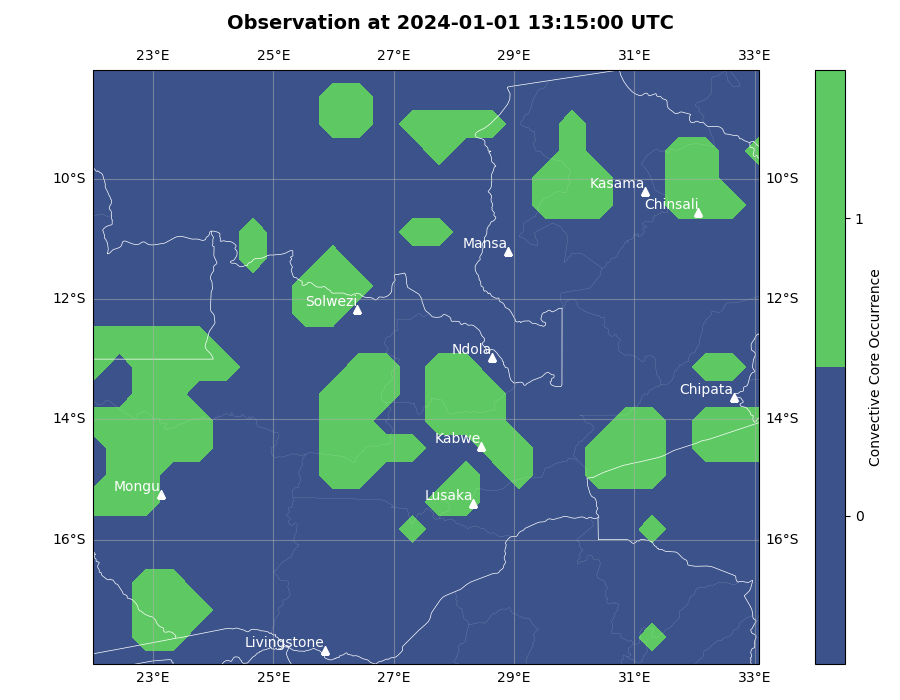 Observation at 2024-01-01 13:15:00 UTC
23°E 25°E 27°E 29°E 31°E 33°E
10°S 10°S
Kasama
Chinsali
1
Mansa
12°S 12°S
Solwezi
Ndola
Chipata
14°S 14°S
Kabwe
Mongu
Lusaka
0
16°S 16°S
Livingstone
23°E 25°E 27°E 29°E 31°E 33°E
Convective Core Occurrence